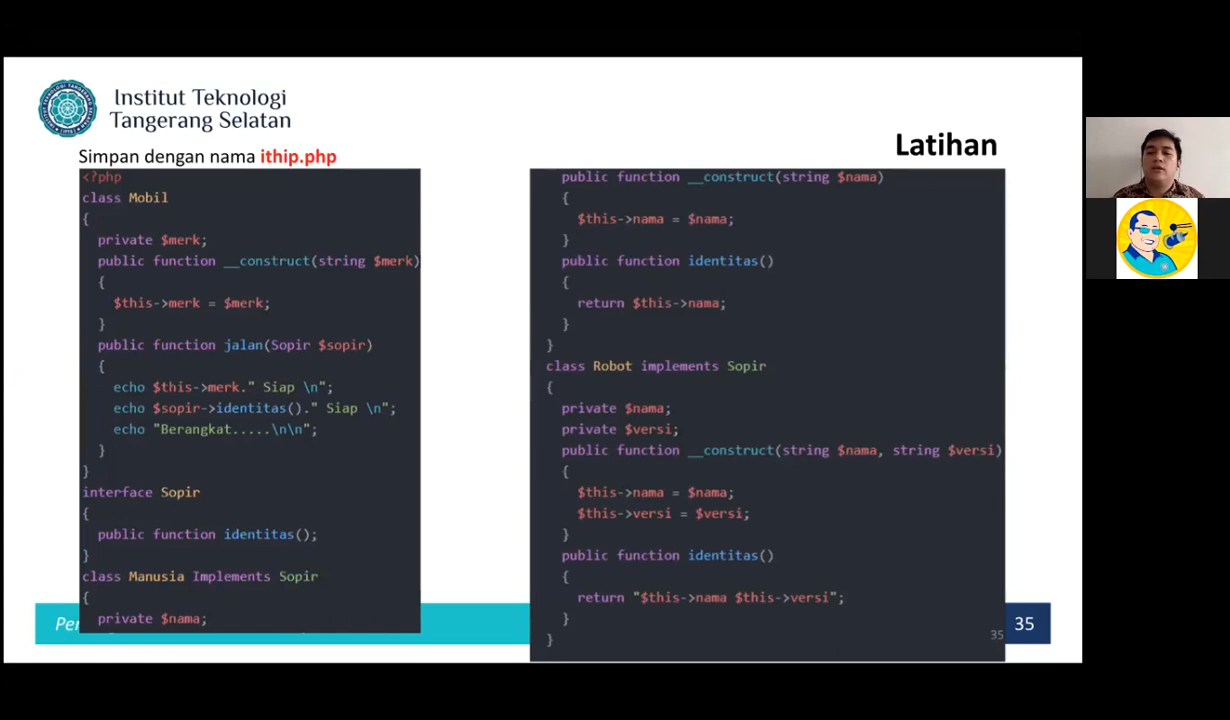 Institut Teknologi
Tangerang Selatan
Simpan dengan nama ithip.php
Latihan
<?php
class Mobil
{
private $merk;
public function __construct(string $merk)
{
$this->merk = $merk;
}
public function jalan(Sopir $sopir)
{
echo $this->merk." Siap \n";
echo $sopir->identitas()." Siap \n";
echo "Berangkat.....\n\n";
}
}
interface Sopir
{
public function identitas();
}
class Manusia Implements Sopir
{
private $nama;
public function __construct(string $nama)
{
$this->nama = $nama;
}
public function identitas()
{
return $this->nama;
}
}
class Robot implements Sopir
{
private $nama;
private $versi;
public function __construct(string $nama, string $versi)
{
$this->nama = $nama;
$this->versi = $versi;
}
public function identitas()
{
return "$this->nama $this->versi";
}
}
35
35